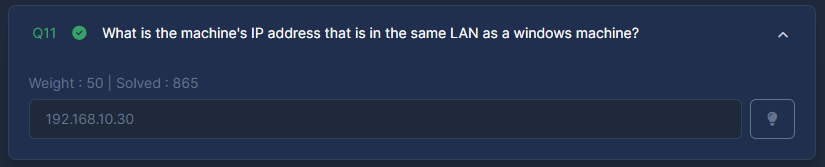 Q11 What is the machine's IP address that is in the same LAN as a windows machine?
Weight : 50 | Solved : 865
192.168.10.30